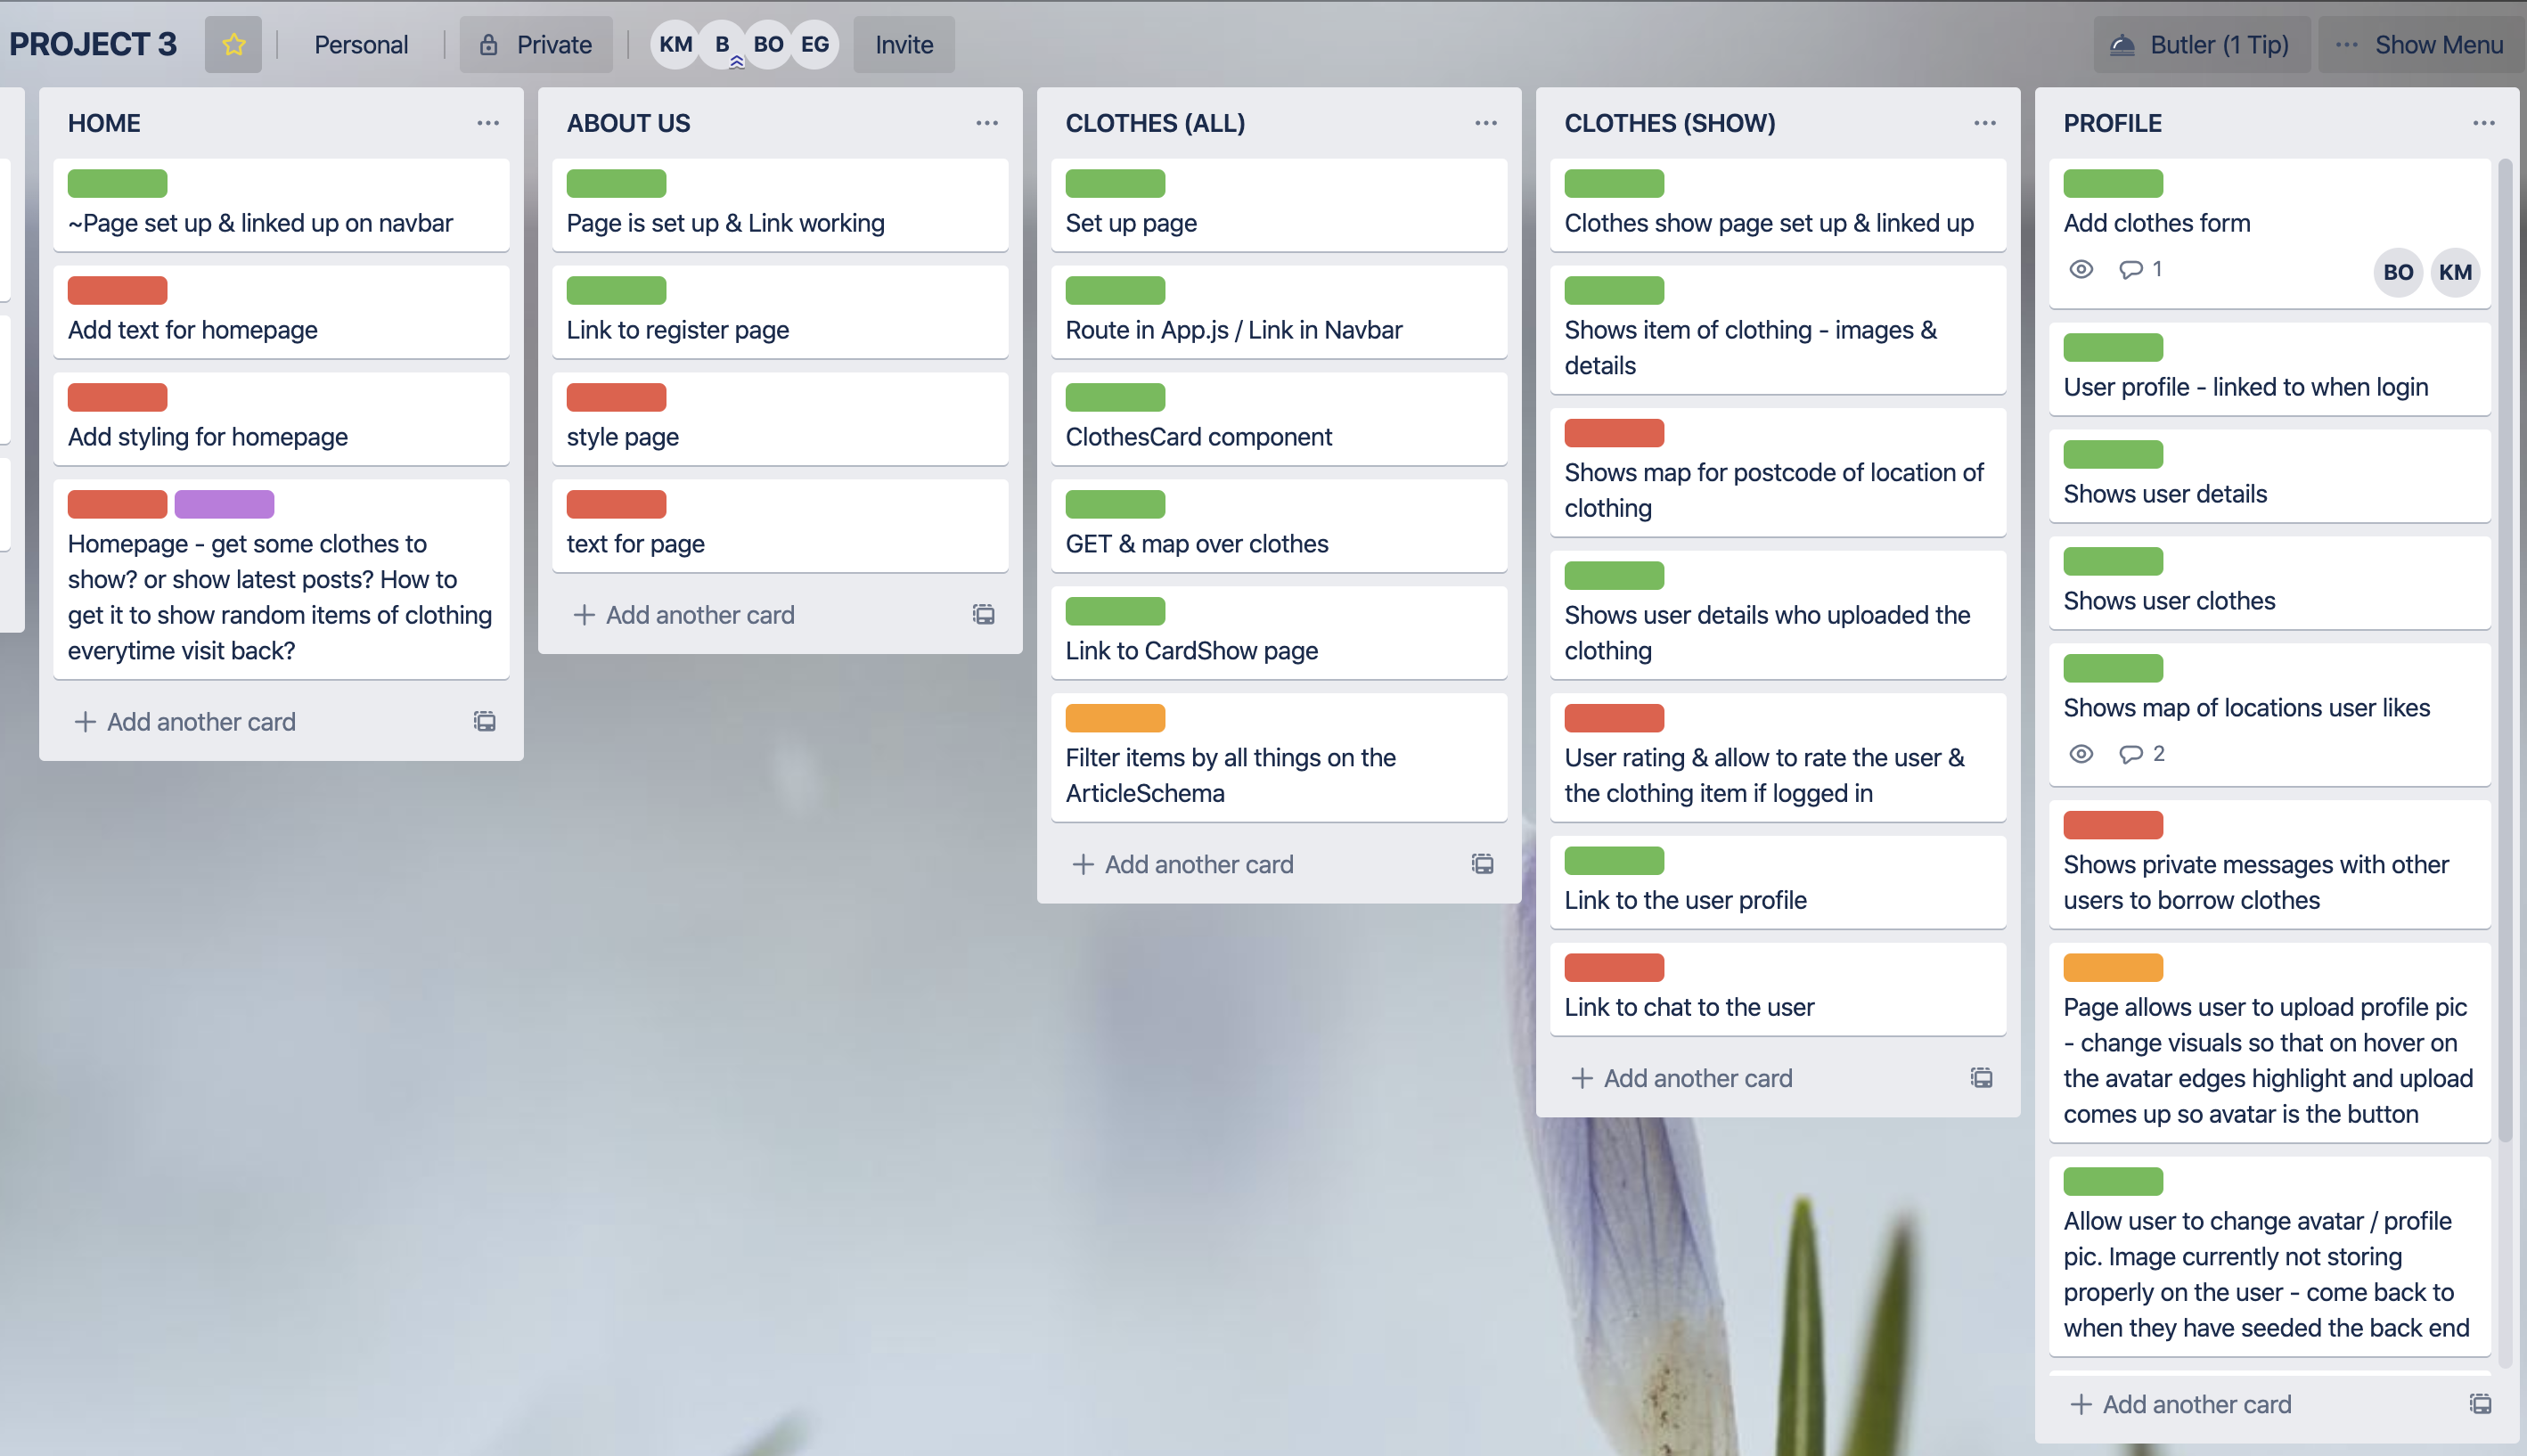 PROJECT 3
Personal
Private
KM B BO EG
Invite
Butler (1 Tip)
Show Menu
HOME
~Page set up & linked up on navbar
Add text for homepage
Add styling for homepage
Homepage - get some clothes to
show? or show latest posts? How to
get it to show random items of clothing
everytime visit back?
Add another card
ABOUT US
Page is set up & Link working
Link to register page
style page
text for page
Add another card
CLOTHES (ALL)
Set up page
Route in App.js / Link in Navbar
ClothesCard component
GET & map over clothes
Link to CardShow page
Filter items by all things on the
ArticleSchema
Add another card
CLOTHES (SHOW)
Clothes show page set up & linked up
Shows item of clothing - images &
details
Shows map for postcode of location of
clothing
Shows user details who uploaded the
clothing
User rating & allow to rate the user &
the clothing item if logged in
Link to the user profile
Link to chat to the user
Add another card
PROFILE
Add clothes form
1
BO KM
User profile - linked to when login
Shows user details
Shows user clothes
Shows map of locations user likes
2
Shows private messages with other
users to borrow clothes
Page allows user to upload profile pic
- change visuals so that on hover on
the avatar edges highlight and upload
comes up so avatar is the button
Allow user to change avatar / profile
pic. Image currently not storing
properly on the user - come back to
when they have seeded the back end
Add another card